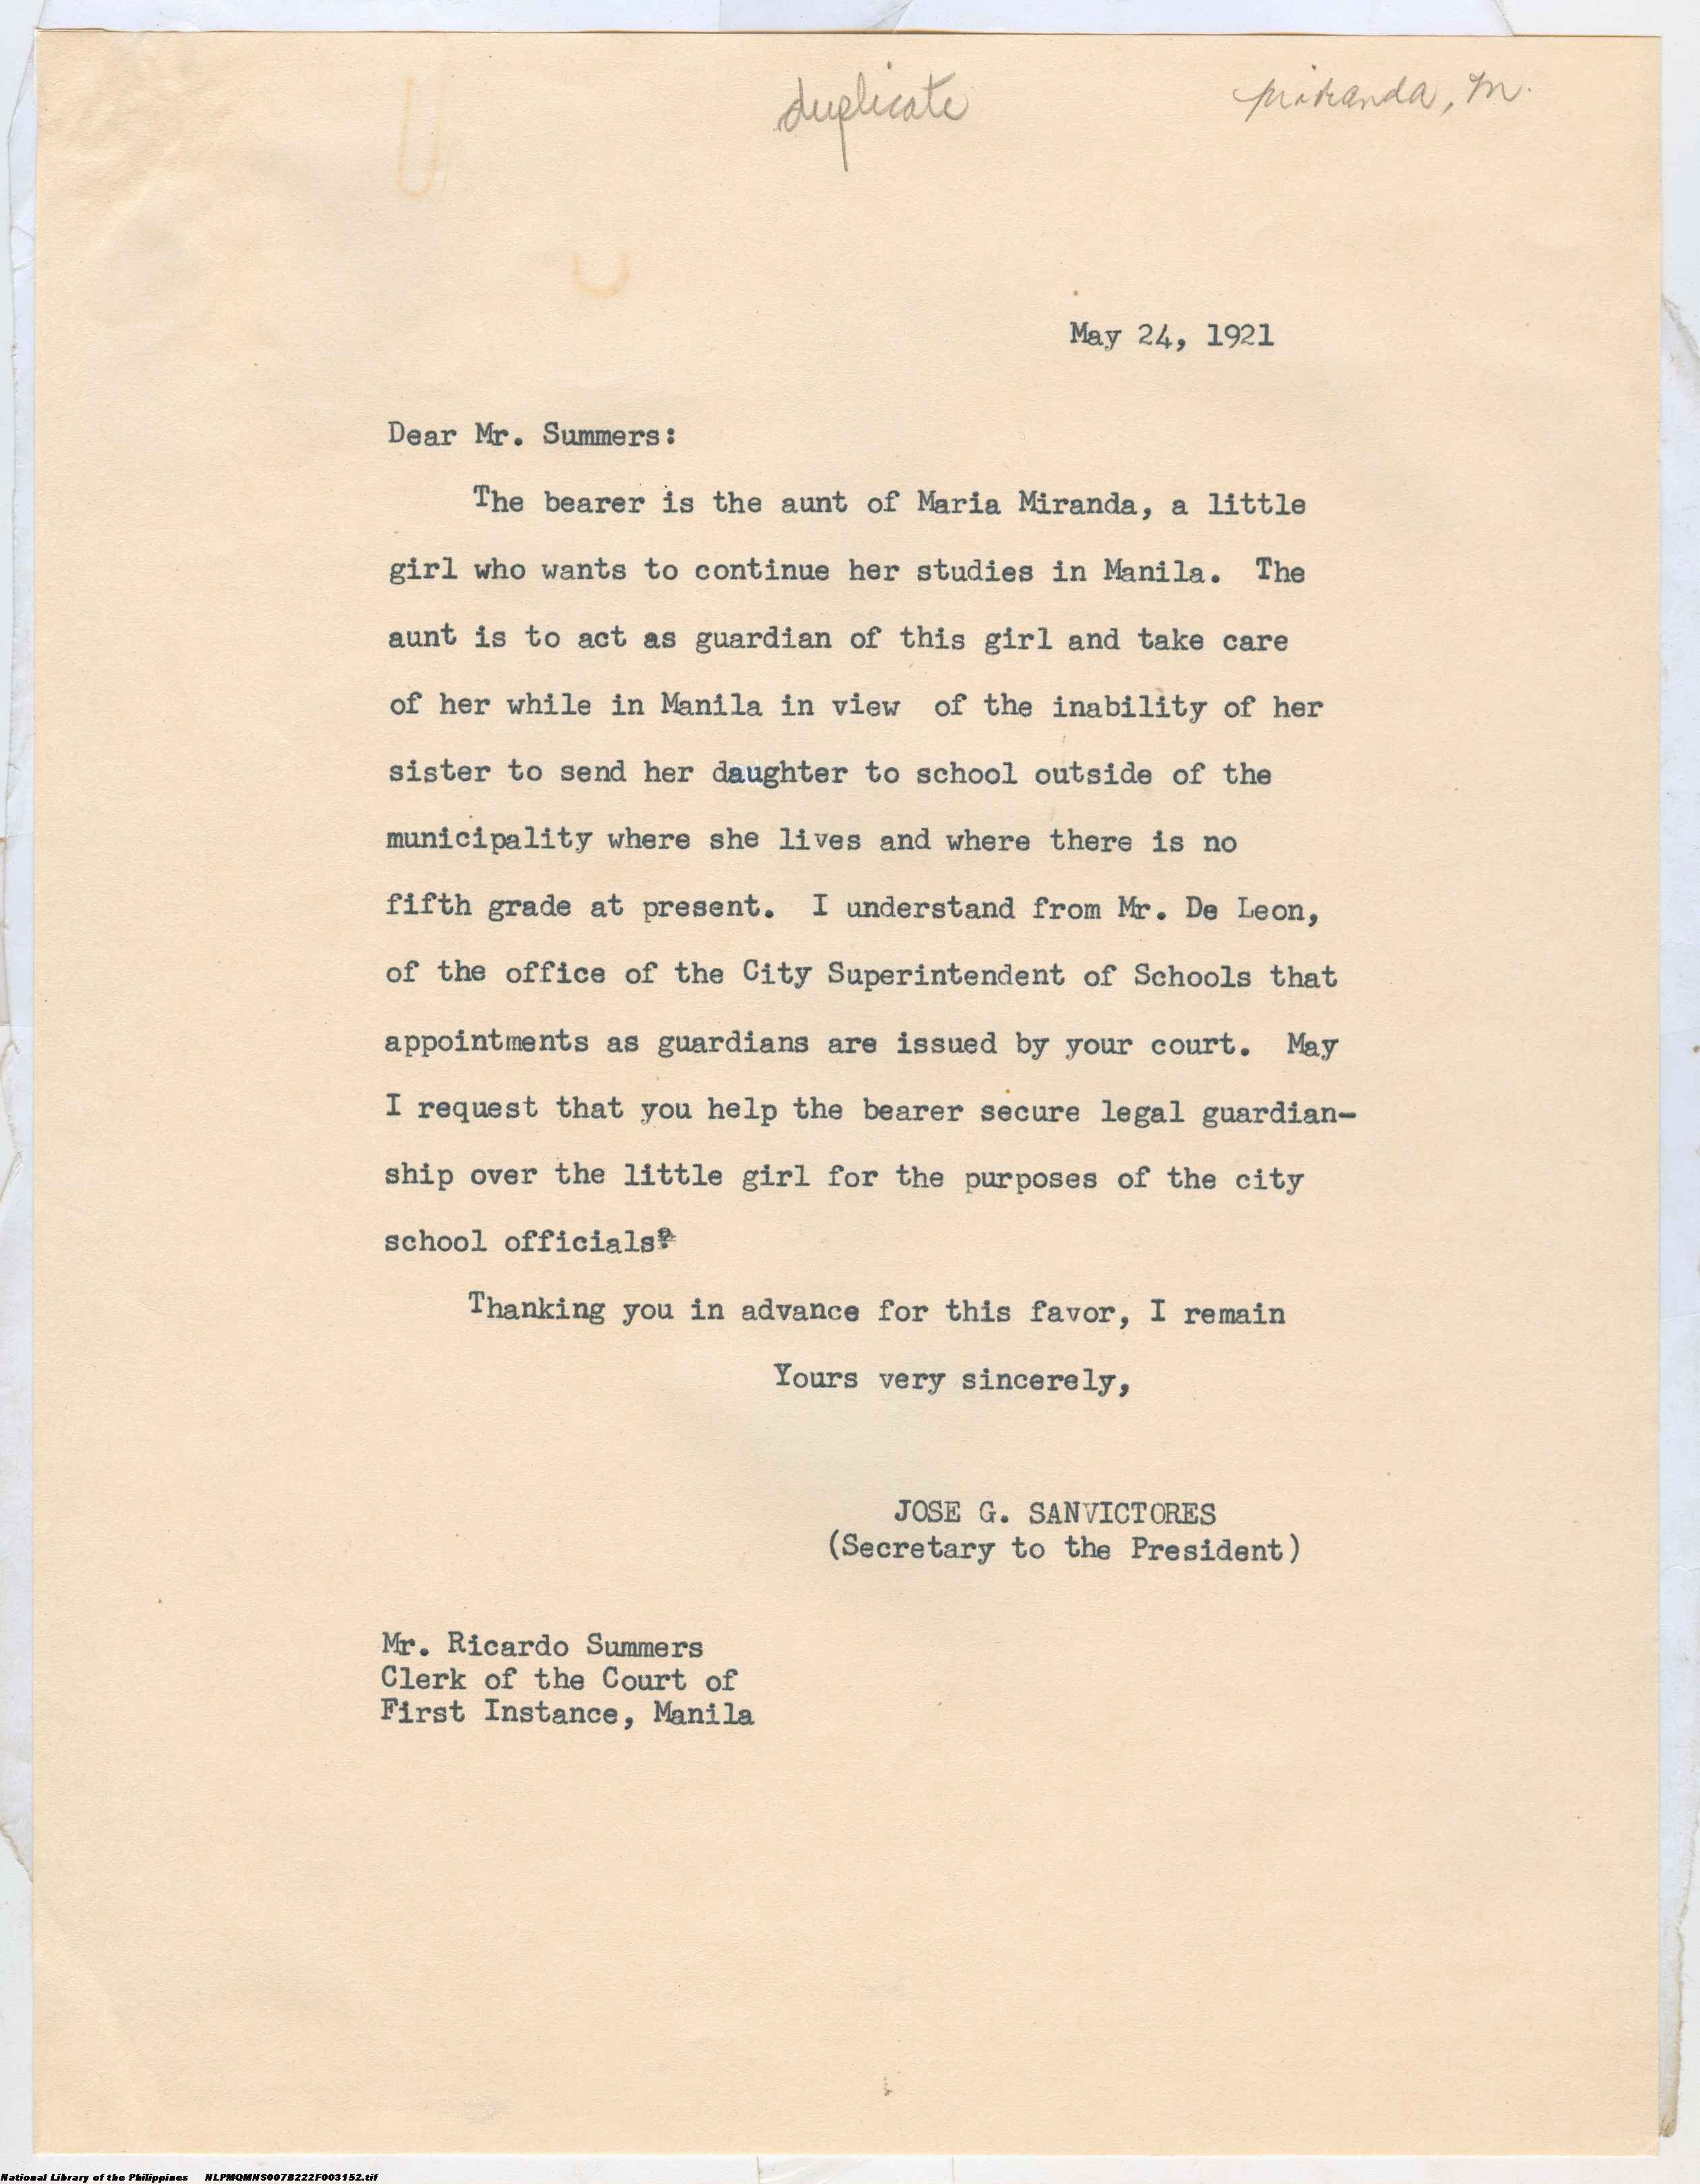 duplicate
Miranda, M.
May 24, 1921
Dear Mr. Summers:
The bearer is the aunt of Maria Miranda, a little
girl who wants to continue her studies in Manila. The
aunt is to act as guardian of this girl and take care
of her while in Manila in view of the inability of her
sister to send her daughter to school outside of the
municipality where she lives and where there is no
fifth grade at present. I understand from Mr. De Leon,
of the office of the City Superintendent of Schools that
appointments as guardians are issued by your court. May
I request that you help the bearer secure legal guardian-
ship over the little girl for the purposes of the city
school officials?
Thanking you in advance for this favor, I remain
Yours very sincerely,
JOSE G. SANVICTORES
(Secretary to the President)
Mr. Ricardo Summers
Clerk of the Court of
First Instance, Manila
National Library of the Philippines NLPMQMNS007B222F003152.tif